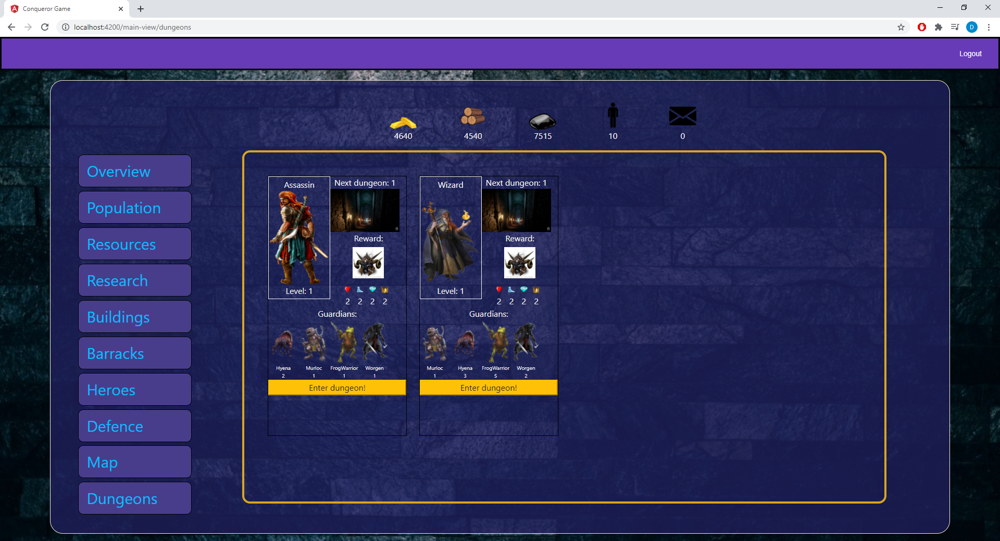 Conqueror Game
localhost:4200/main-view/dungeons
D
Logout
4640
4540
7515
10
0
Overview
Population
Resources
Research
Buildings
Barracks
Heroes
Defence
Map
Dungeons
Assassin
Level: 1
Next dungeon: 1
Reward:
2 2 2 2
Guardians:
Hyena Murloc FrogWarrior Worgen
2 1 1 1
Enter dungeon!
Wizard
Level: 1
Next dungeon: 1
Reward:
2 2 2 2
Guardians:
Murloc Hyena FrogWarrior Worgen
1 3 5 2
Enter dungeon!